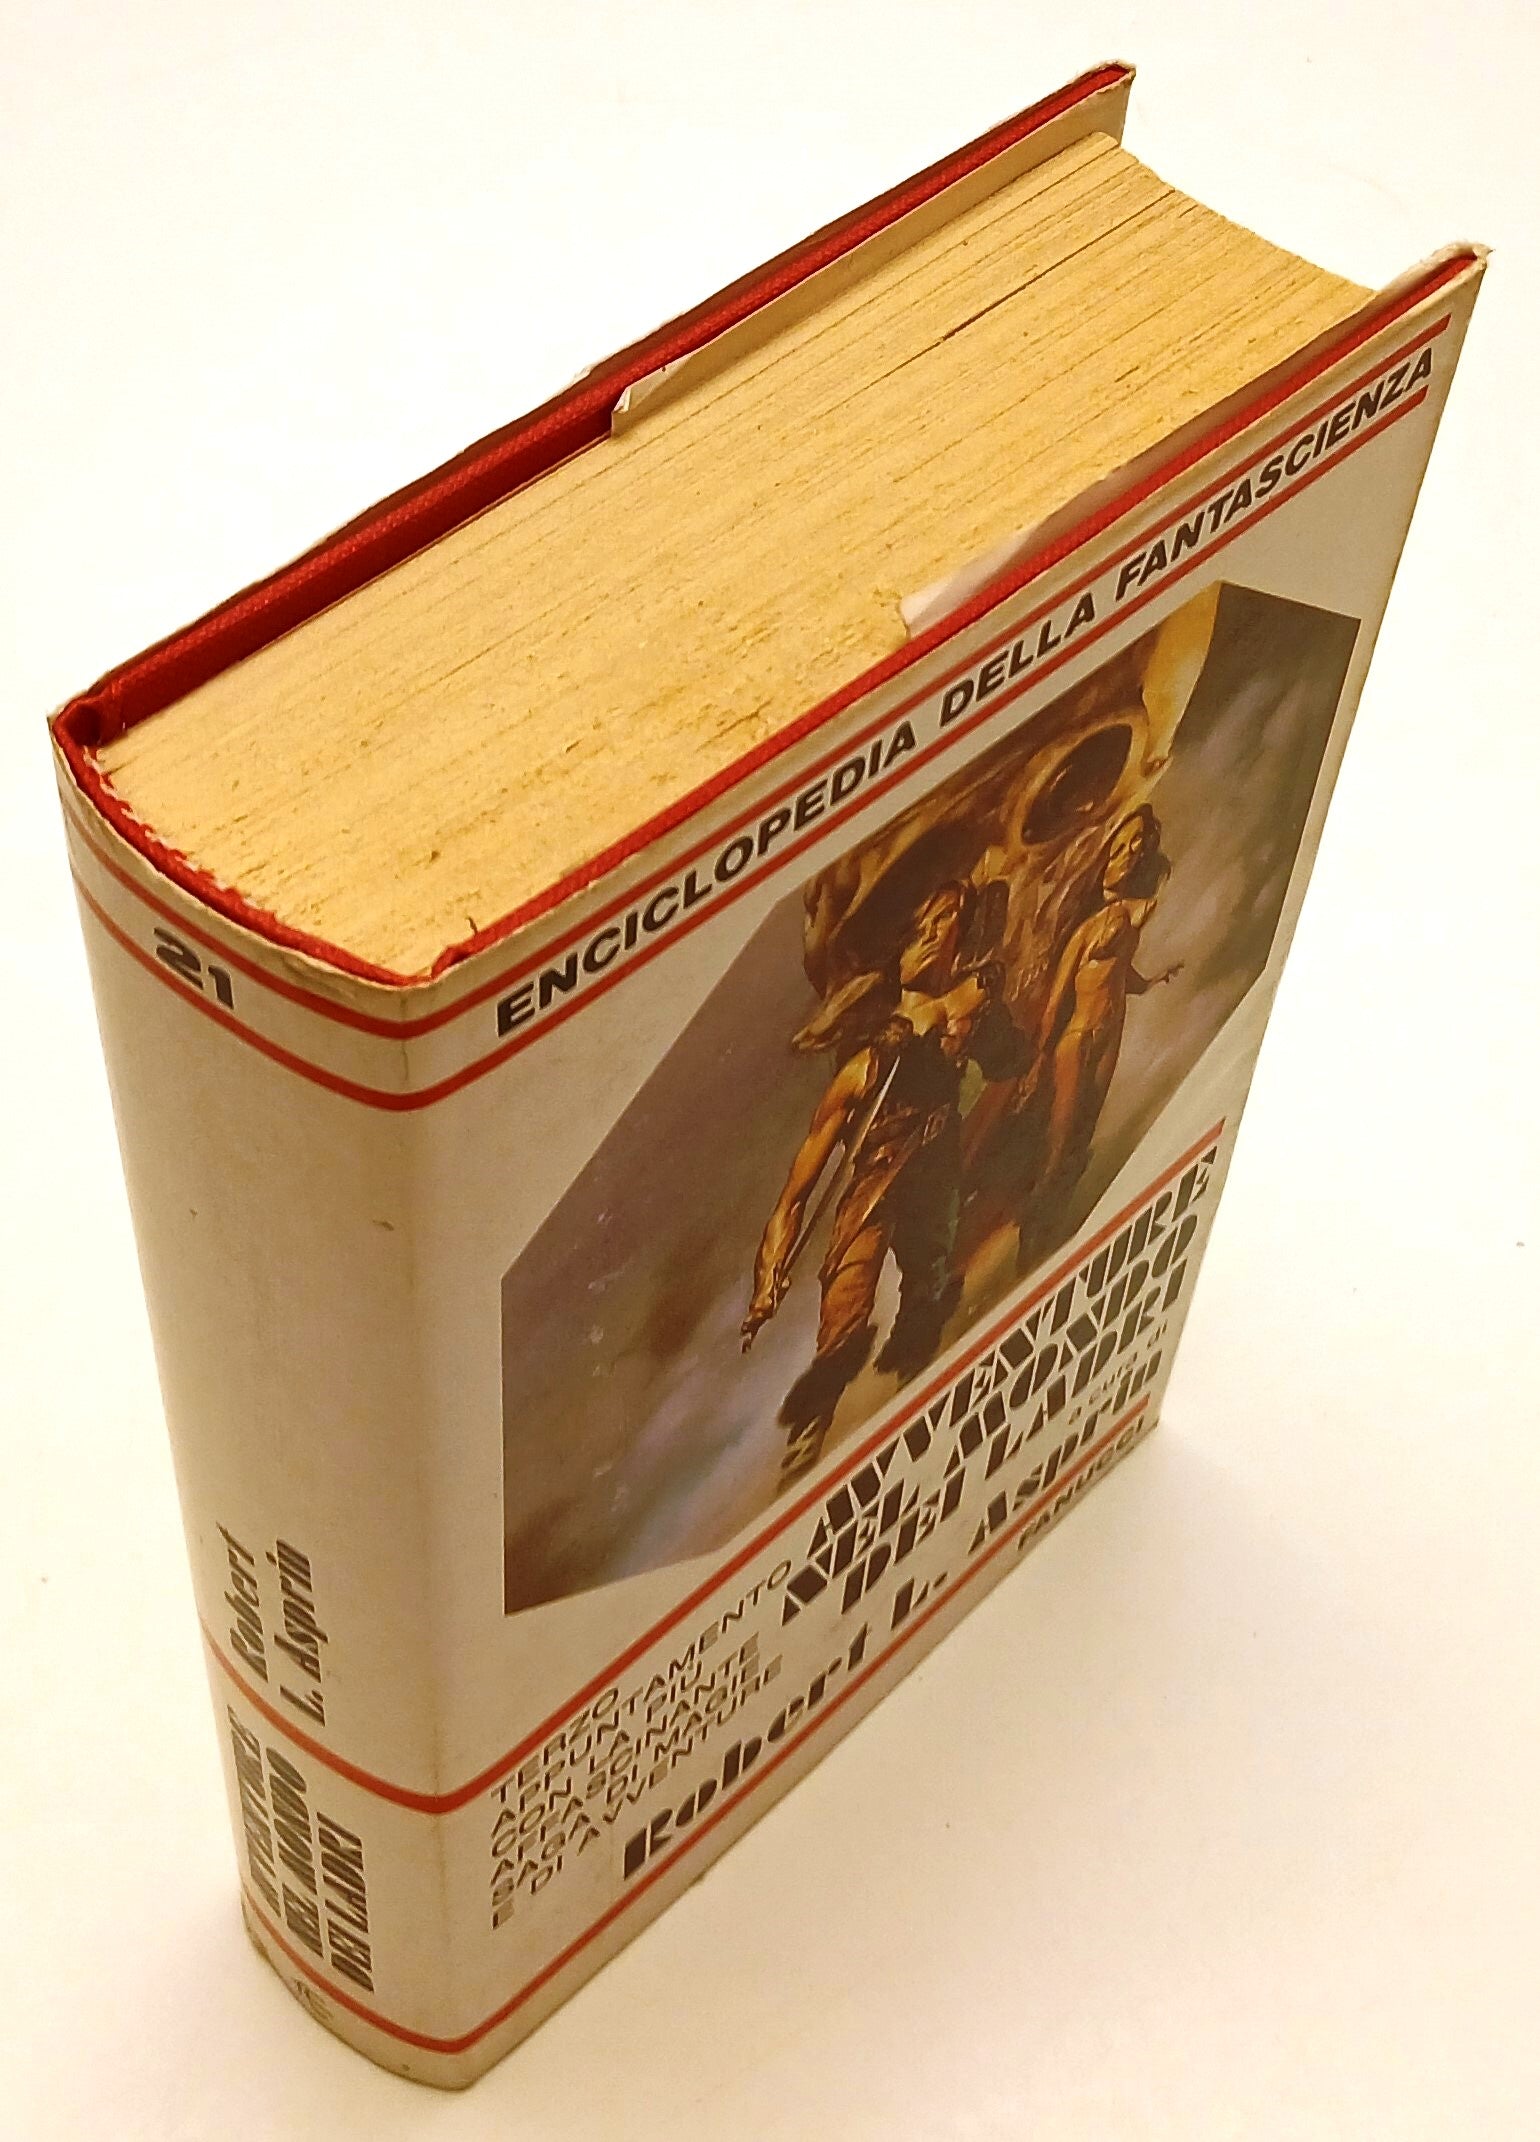 21
Robert
L. Asprin
AVVENTURE
NEL MONDO
DEI LADRI
ENCICLOPEDIA DELLA FANTASCIENZA
TERZO
APPUNTAMENTO
CON LA PIÙ
AFFASCINANTE
SAGA DI MAGIE
E DI AVVENTURE
AVVENTURE
NEL MONDO
DEI LADRI
a cura di
Robert L. Asprin
FANUCCI